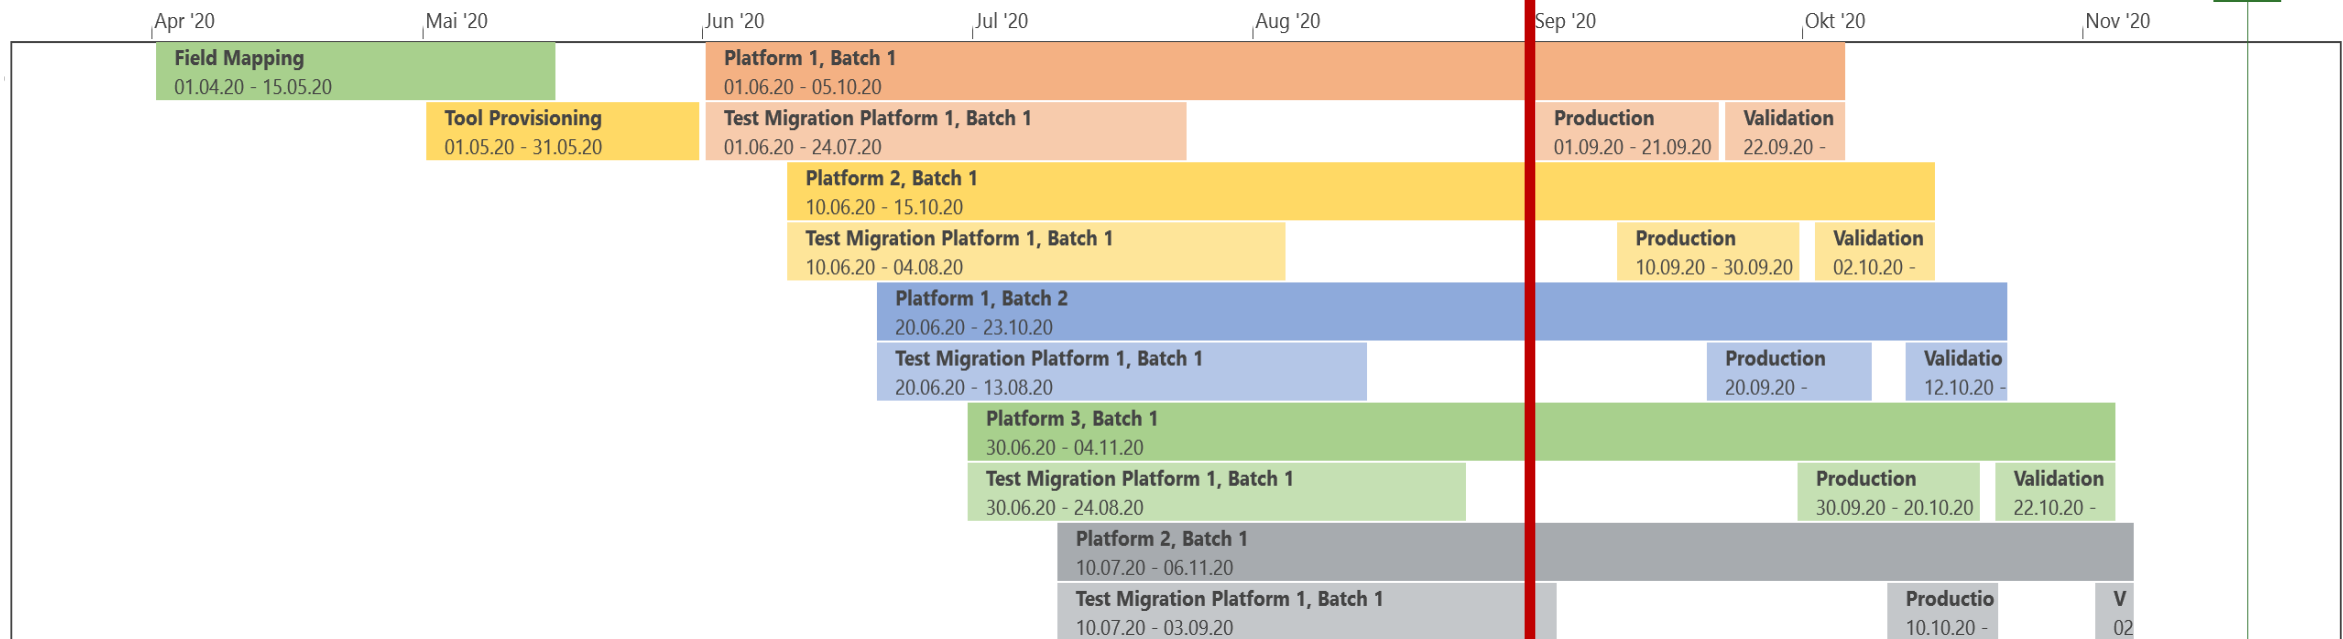 Apr '20 Mai '20 Jun '20 Jul '20 Aug '20 Sep '20 Okt '20 Nov '20
Field Mapping
01.04.20 - 15.05.20
Platform 1, Batch 1
01.06.20 - 05.10.20
Tool Provisioning
01.05.20 - 31.05.20
Test Migration Platform 1, Batch 1
01.06.20 - 24.07.20
Production
01.09.20 - 21.09.20
Validation
22.09.20 -
Platform 2, Batch 1
10.06.20 - 15.10.20
Test Migration Platform 1, Batch 1
10.06.20 - 04.08.20
Production
10.09.20 - 30.09.20
Validation
02.10.20 -
Platform 1, Batch 2
20.06.20 - 23.10.20
Test Migration Platform 1, Batch 1
20.06.20 - 13.08.20
Production
20.09.20 -
Validatio
12.10.20 -
Platform 3, Batch 1
30.06.20 - 04.11.20
Test Migration Platform 1, Batch 1
30.06.20 - 24.08.20
Production
30.09.20 - 20.10.20
Validation
22.10.20 -
Platform 2, Batch 1
10.07.20 - 06.11.20
Test Migration Platform 1, Batch 1
10.07.20 - 03.09.20
Productio
10.10.20 -
V
02